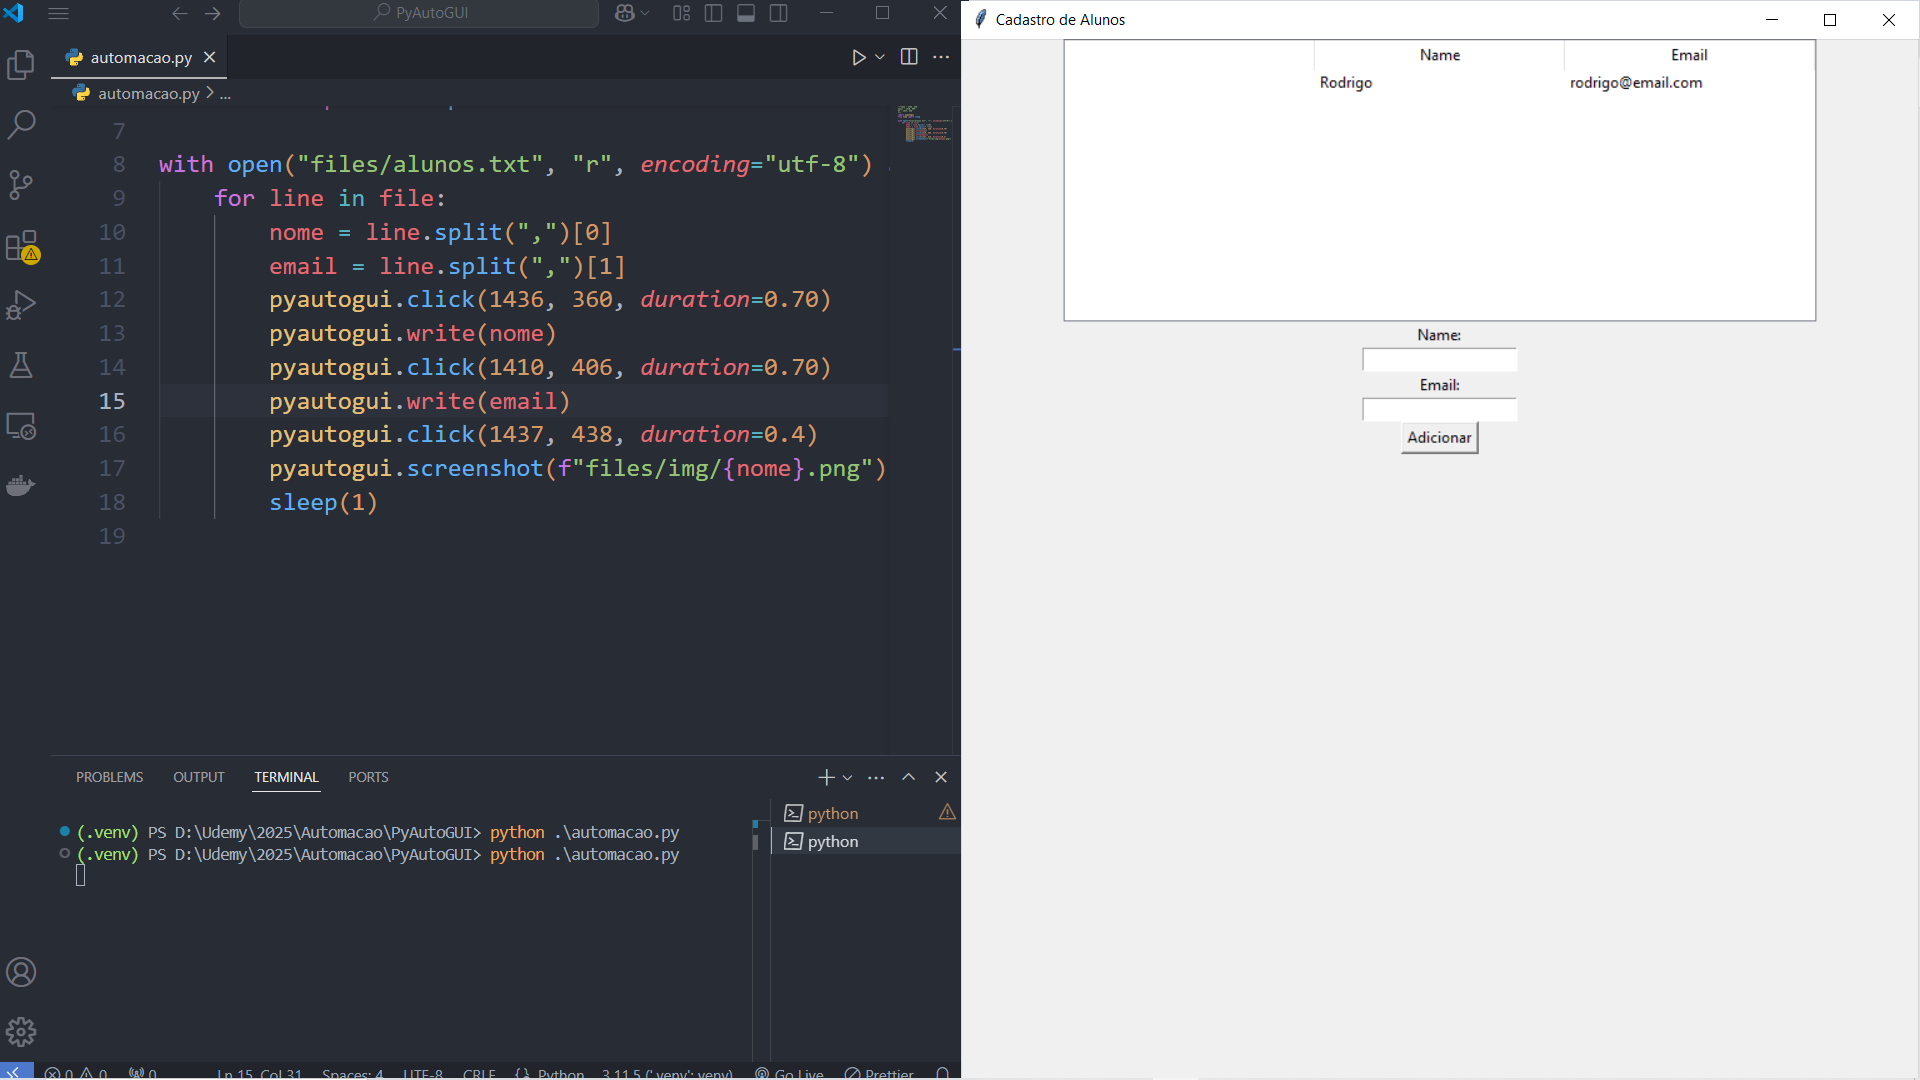 PyAutoGUI
automacao.py
automacao.py > ...
7
8 with open("files/alunos.txt", "r", encoding="utf-8")
9 for line in file:
10 nome = line.split(",")[0]
11 email = line.split(",")[1]
12 pyautogui.click(1436, 360, duration=0.70)
13 pyautogui.write(nome)
14 pyautogui.click(1410, 406, duration=0.70)
15 pyautogui.write(email)
16 pyautogui.click(1437, 438, duration=0.4)
17 pyautogui.screenshot(f"files/img/{nome}.png")
18 sleep(1)
19
PROBLEMS OUTPUT TERMINAL PORTS
(.venv) PS D:\Udemy\2025\Automacao\PyAutoGUI> python .\automacao.py
(.venv) PS D:\Udemy\2025\Automacao\PyAutoGUI> python .\automacao.py
python
python
0 0 0 Ln 15, Col 31 Spaces: 4 UTF-8 CRLF {} Python 3.11.5 ('.venv': venv) Go Live Prettier
Cadastro de Alunos
Name Email
Rodrigo rodrigo@email.com
Name:
Email:
Adicionar